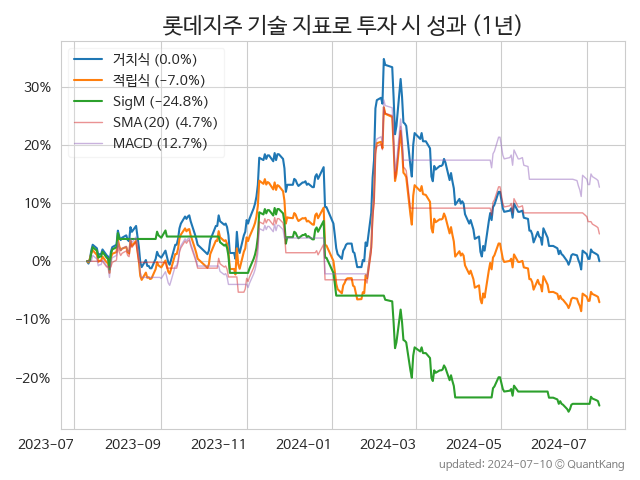 롯데지주 기술 지표로 투자 시 성과 (1년)
거치식 (0.0%)
적립식 (−7.0%)
SigM (−24.8%)
SMA(20) (4.7%)
MACD (12.7%)
30%
20%
10%
0%
−10%
−20%
2023-07 2023-09 2023-11 2024-01 2024-03 2024-05 2024-07
updated: 2024-07-10 ⓒ QuantKang